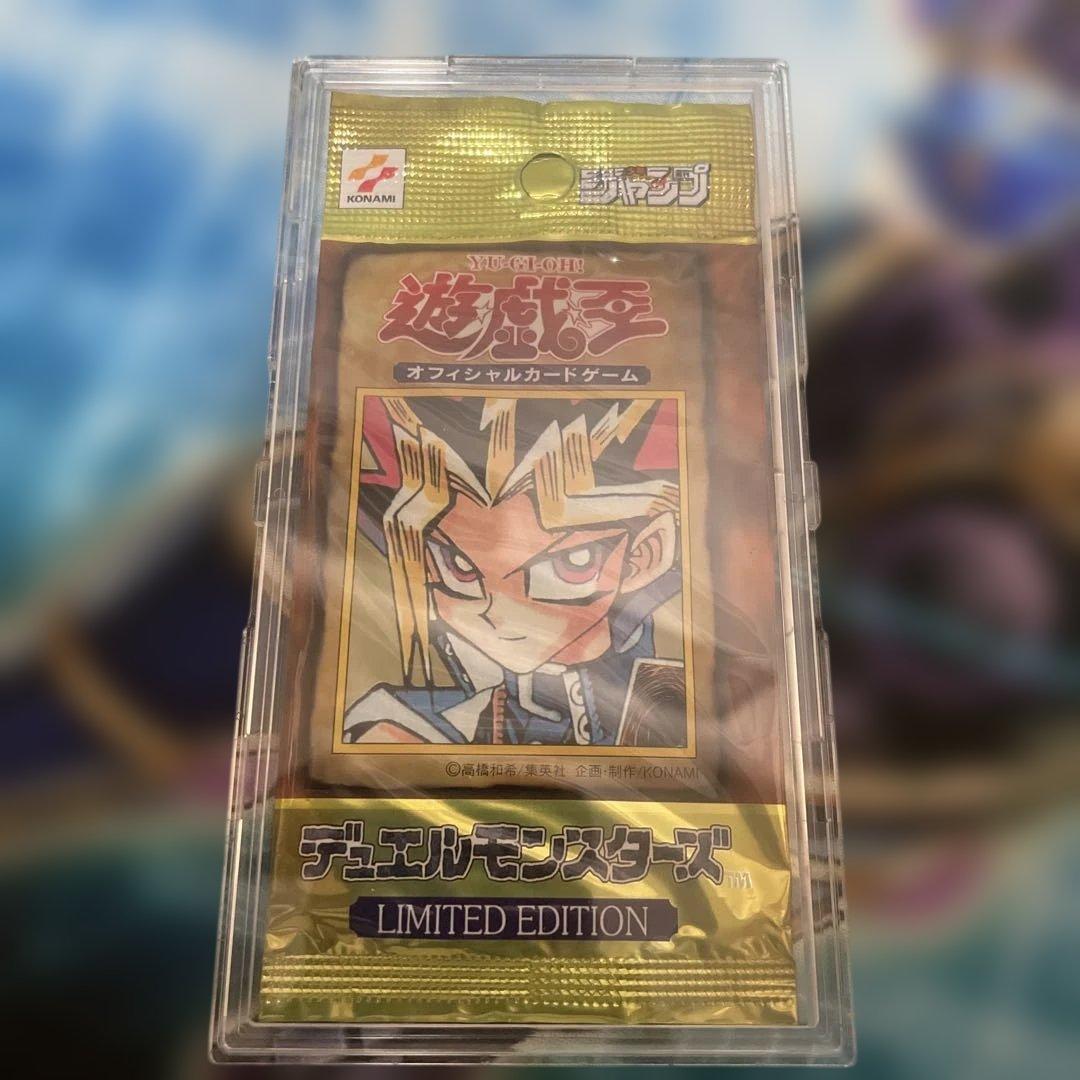 KONAMI
ジャンプ
YU-GI-OH!
遊☆戯☆王
オフィシャルカードゲーム
©高橋和希/集英社 企画・制作/KONAMI
デュエルモンスターズ
LIMITED EDITION